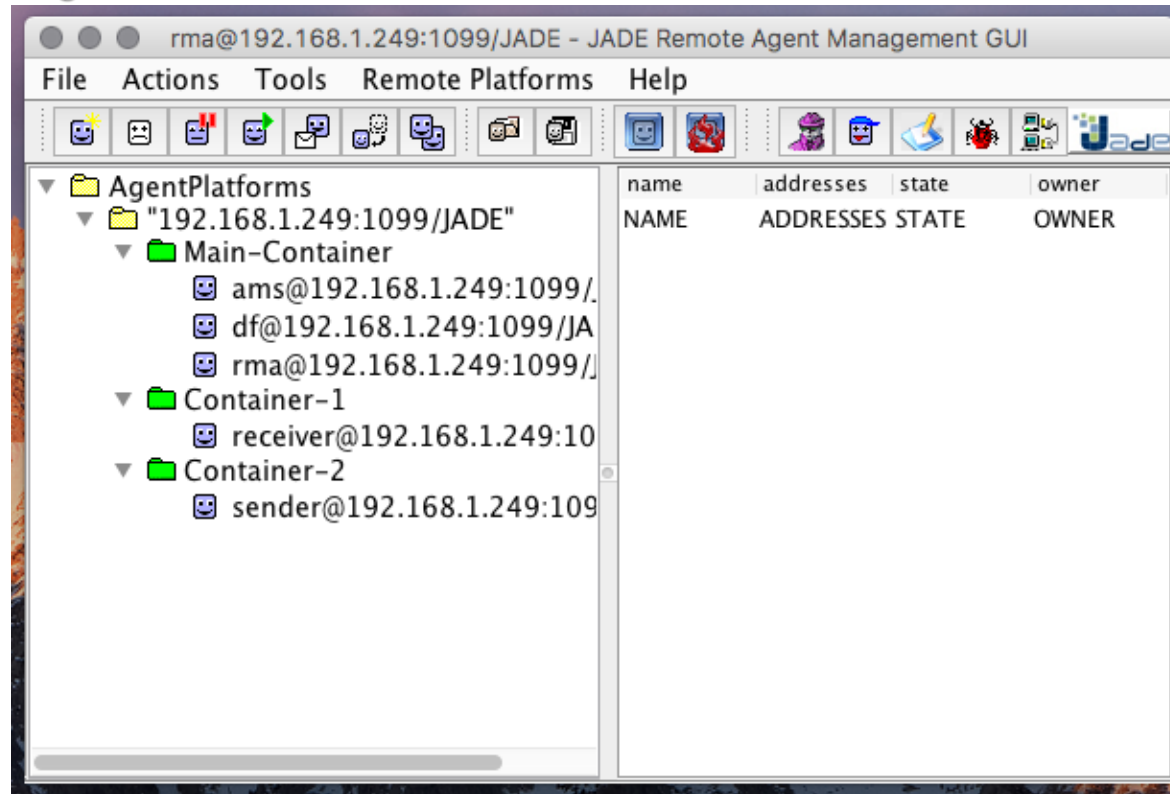 rma@192.168.1.249:1099/JADE - JADE Remote Agent Management GUI
File Actions Tools Remote Platforms Help
Jade
AgentPlatforms
"192.168.1.249:1099/JADE"
Main-Container
ams@192.168.1.249:1099/
df@192.168.1.249:1099/JA
rma@192.168.1.249:1099/J
Container-1
receiver@192.168.1.249:10
Container-2
sender@192.168.1.249:109
name addresses state owner
NAME ADDRESSES STATE OWNER